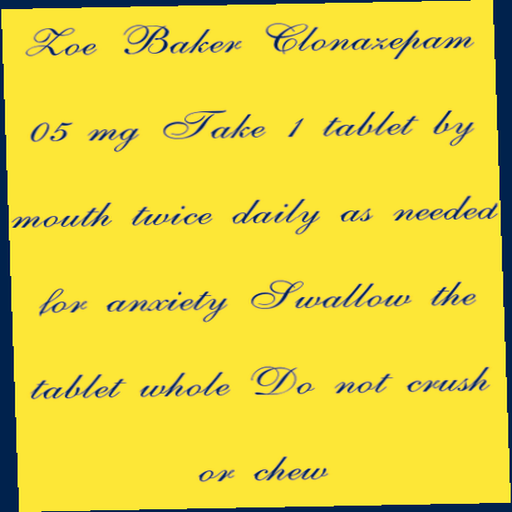 Zoe Baker Clonazepam
05 mg Take 1 tablet by
mouth twice daily as needed
for anxiety Swallow the
tablet whole Do not crush
or chew